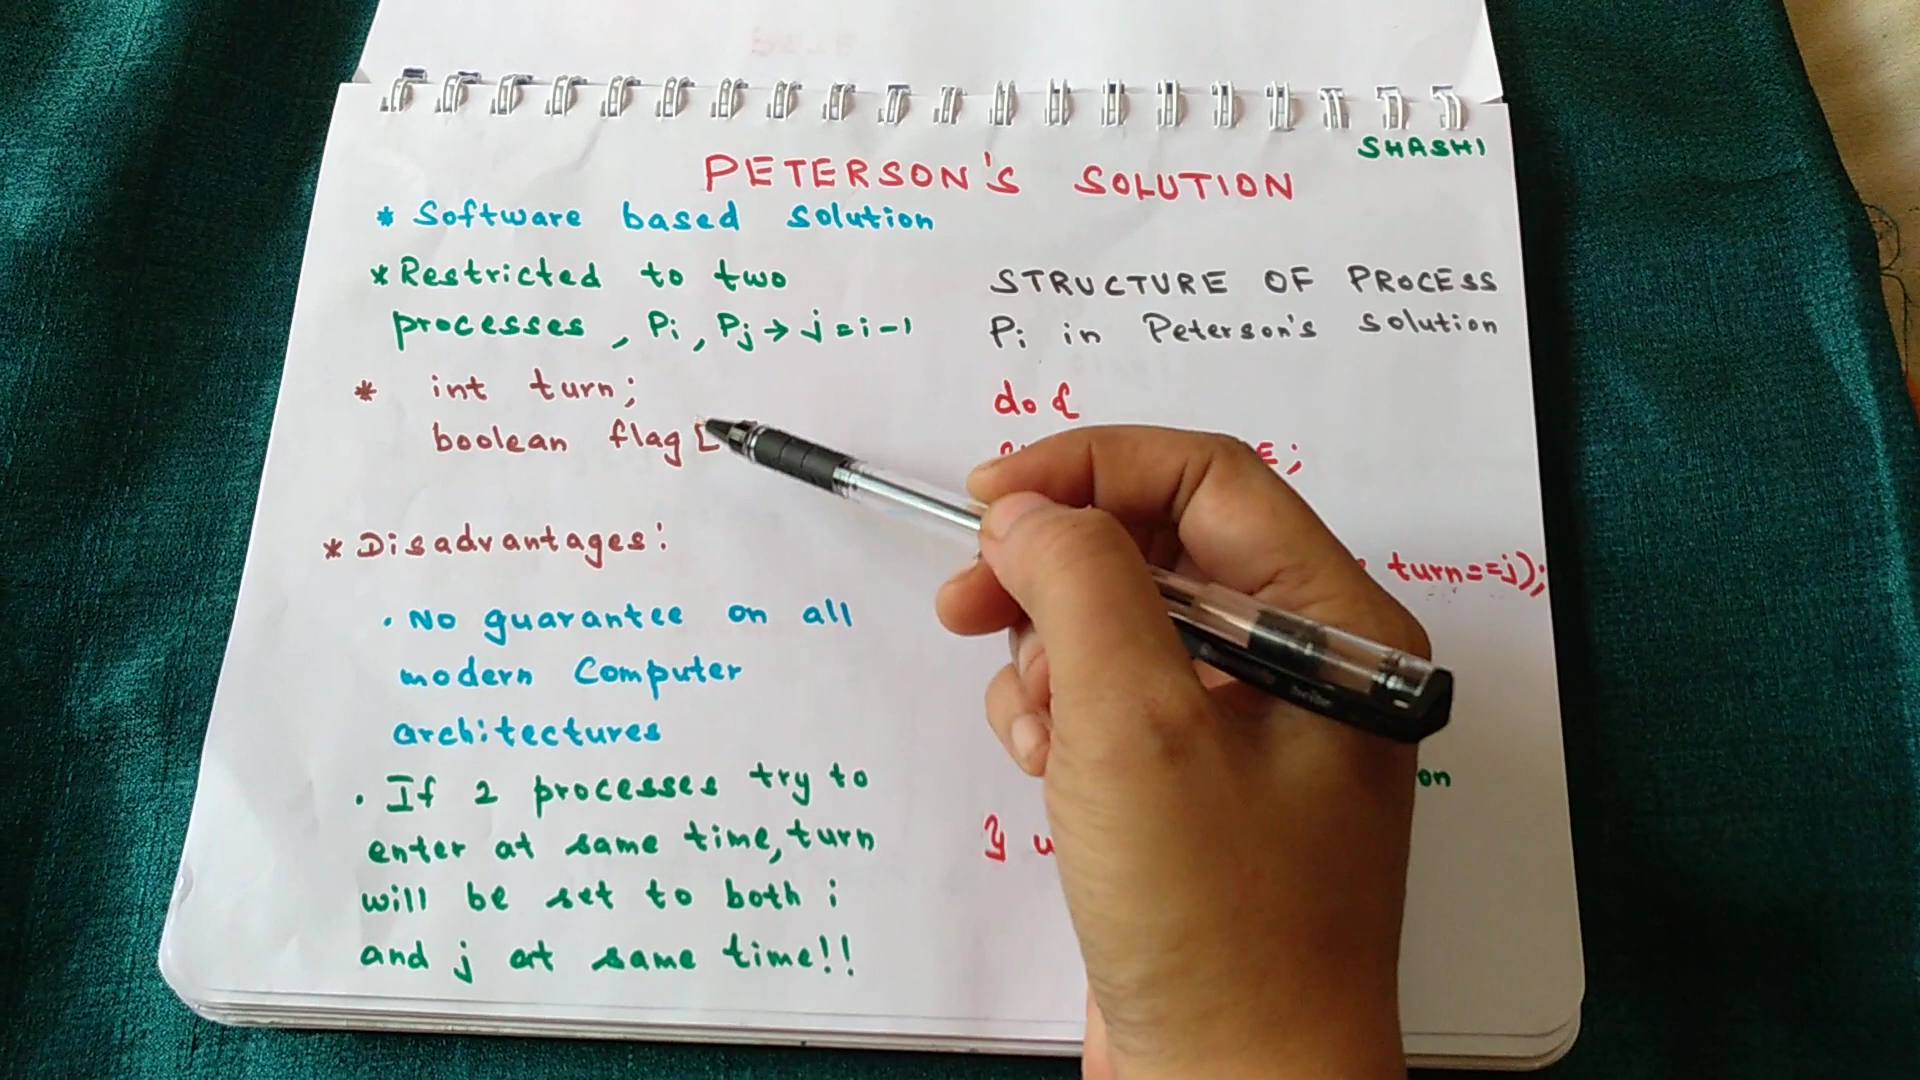 SHASHI
PETERSON'S SOLUTION
* Software based solution
* Restricted to two
processes, Pi, Pj → j = i - 1
* int turn;
boolean flag [
* Disadvantages:
. No guarantee on all
modern Computer
architectures
. If 2 processes try to
enter at same time, turn
will be set to both i
and j at same time!!
STRUCTURE OF PROCESS
Pi in Peterson's solution
do {
E;
turn==j);
on
}